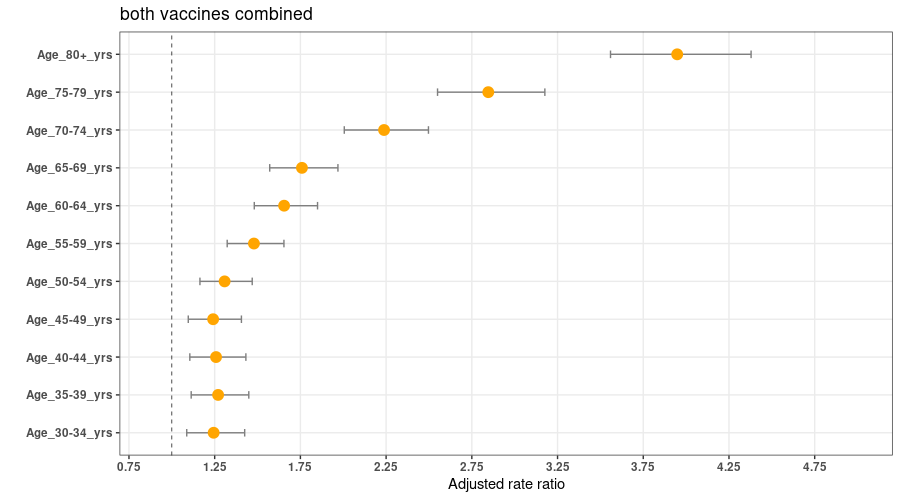 both vaccines combined
Age_80+_yrs
Age_75-79_yrs
Age_70-74_yrs
Age_65-69_yrs
Age_60-64_yrs
Age_55-59_yrs
Age_50-54_yrs
Age_45-49_yrs
Age_40-44_yrs
Age_35-39_yrs
Age_30-34_yrs
0.75 1.25 1.75 2.25 2.75 3.25 3.75 4.25 4.75
Adjusted rate ratio